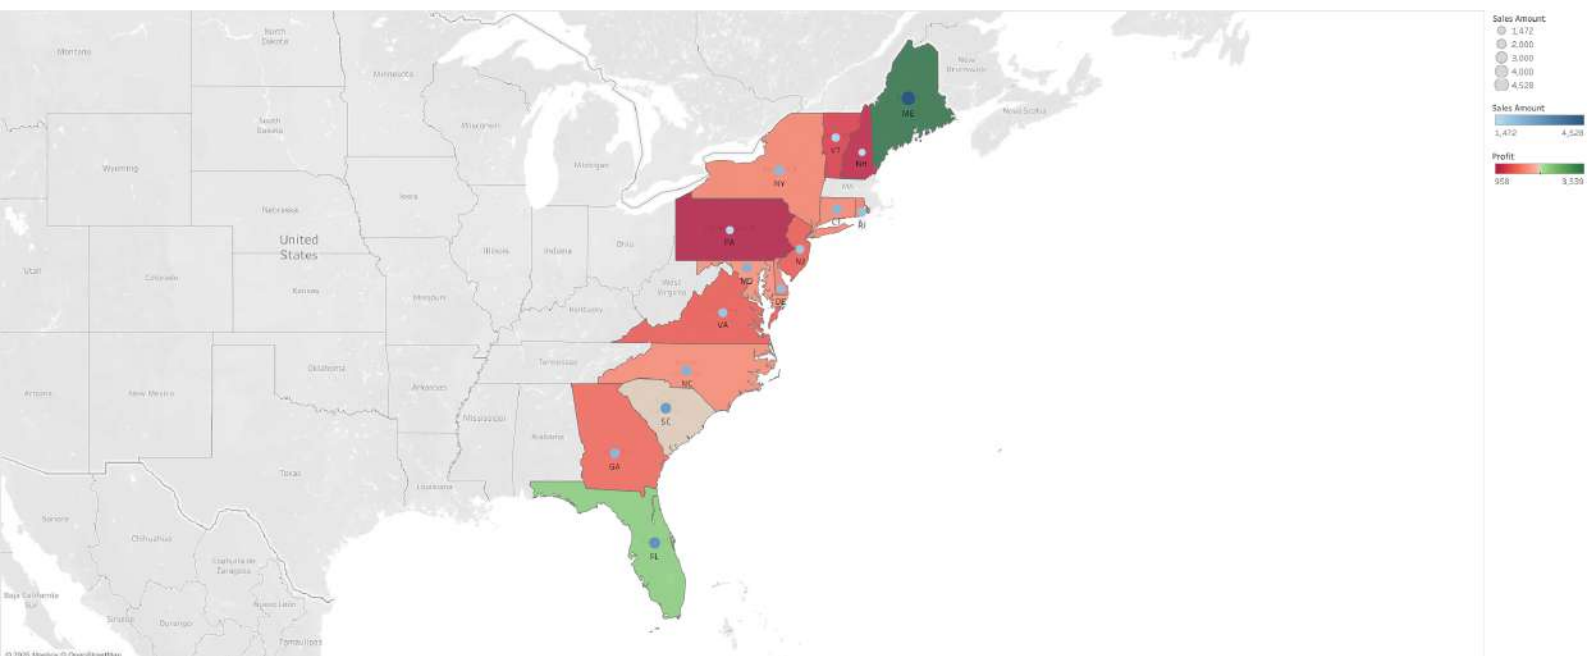 North
Dakota
Montana
Minnesota
New
Brunswick
Nova Scotia
ME
South
Dakota
Wisconsin
VT
NH
Wyoming
Michigan
NY
MA
Iowa
Nebraska
CT
RI
United
States
Illinois
Indiana
Ohio
PA
NJ
Utah
Colorado
Kansas
Missouri
West
Virginia
MD
DE
Kentucky
VA
Tennessee
Oklahoma
Arkansas
NC
Arizona
New Mexico
Mississippi
Alabama
SC
GA
Texas
Louisiana
Sonora
Chihuahua
Coahuila de
Zaragoza
FL
Baja California
Sur
Sinaloa
Durango
Nuevo León
Tamaulipas
© 2025 Mapbox © OpenStreetMap
Sales Amount
1,472
2,000
3,000
4,000
4,528
Sales Amount
1,472 4,528
Profit
958 3,539